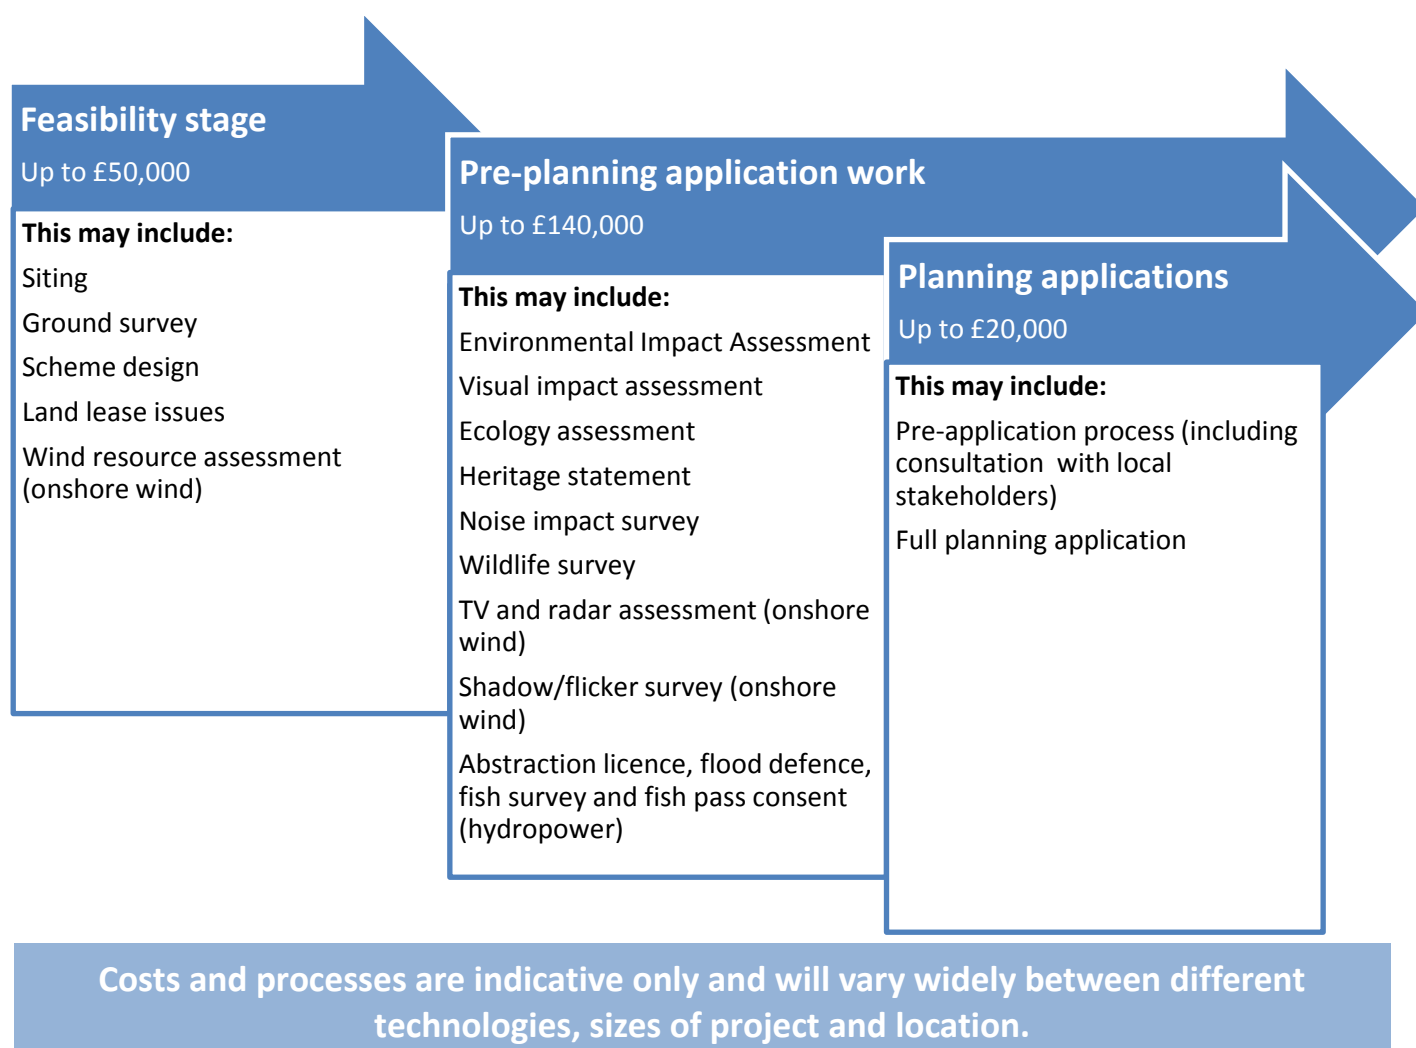 Feasibility stage
Up to £50,000
This may include:
Siting
Ground survey
Scheme design
Land lease issues
Wind resource assessment
(onshore wind)
Pre-planning application work
Up to £140,000
This may include:
Environmental Impact Assessment
Visual impact assessment
Ecology assessment
Heritage statement
Noise impact survey
Wildlife survey
TV and radar assessment (onshore
wind)
Shadow/flicker survey (onshore
wind)
Abstraction licence, flood defence,
fish survey and fish pass consent
(hydropower)
Planning applications
Up to £20,000
This may include:
Pre-application process (including
consultation with local
stakeholders)
Full planning application
Costs and processes are indicative only and will vary widely between different
technologies, sizes of project and location.